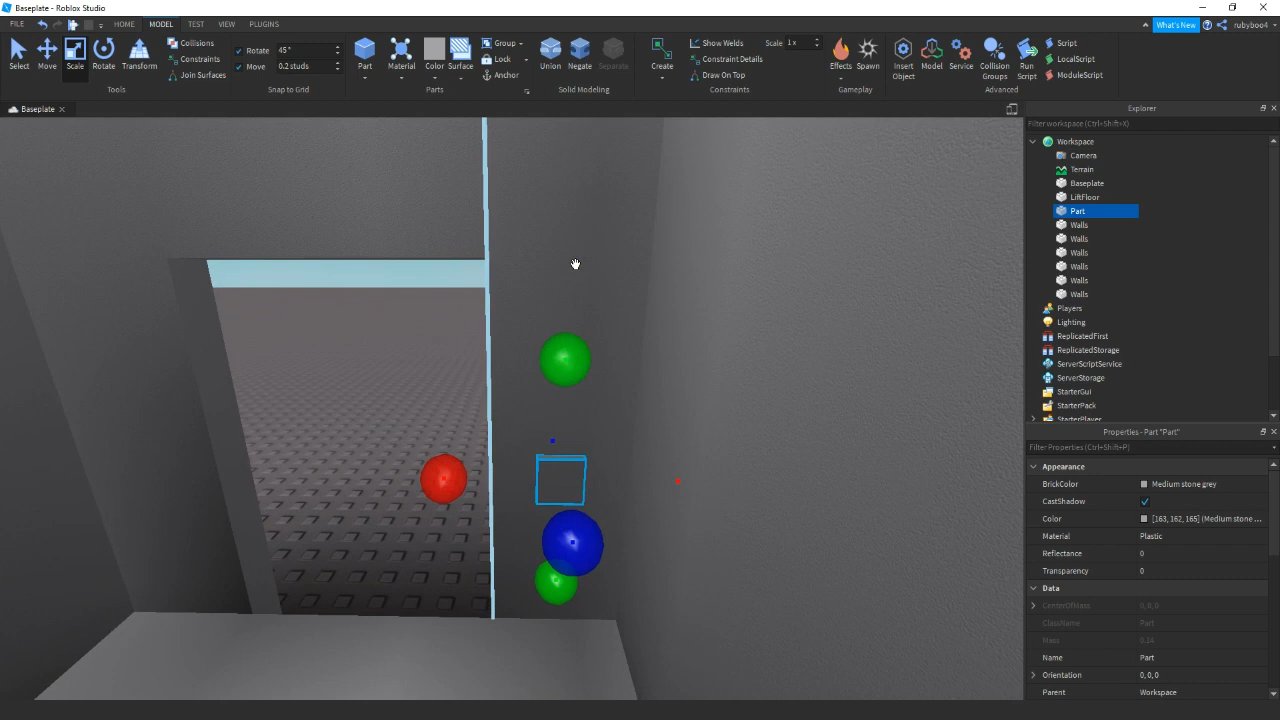 Baseplate - Roblox Studio
FILE HOME MODEL TEST VIEW PLUGINS What's New rubyboo4
Select Move Scale Rotate Transform
Collisions
Constraints
Join Surfaces
Rotate 45°
Move 0.2 studs
Part Material Color Surface
Group
Lock
Anchor
Union Negate Separate
Create
Show Welds
Constraint Details
Draw On Top
Scale 1 x
Effects Spawn
Insert Object
Model
Service
Collision Groups
Run Script
Script
LocalScript
ModuleScript
Tools Snap to Grid Parts Solid Modeling Constraints Gameplay Advanced
Baseplate
Explorer
Filter workspace (Ctrl+Shift+X)
Workspace
Camera
Terrain
Baseplate
LiftFloor
Part
Walls
Walls
Walls
Walls
Walls
Walls
Players
Lighting
ReplicatedFirst
ReplicatedStorage
ServerScriptService
ServerStorage
StarterGui
StarterPack
StarterPlayer
Properties - Part "Part"
Filter Properties (Ctrl+Shift+P)
Appearance
BrickColor Medium stone grey
CastShadow
Color [163, 162, 165] (Medium stone ...
Material Plastic
Reflectance 0
Transparency 0
Data
CenterOfMass 0, 0, 0
ClassName Part
Mass 0.14
Name Part
Orientation 0, 0, 0
Parent Workspace